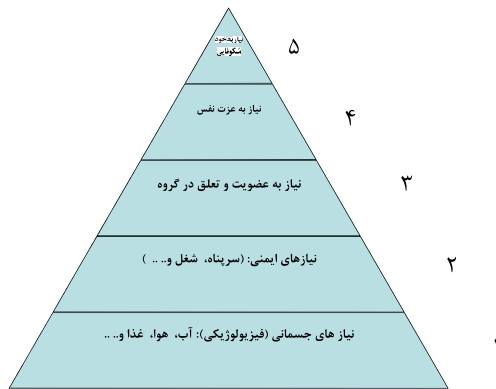 نیاز به خود
شکوفایی
۵
نیاز به عزت نفس
۴
نیاز به عضویت و تعلق در گروه
۳
نیازهای ایمنی: (سرپناه، شغل و.. .. )
۲
نیاز های جسمانی (فیزیولوژیکی): آب، هوا، غذا و.. ..